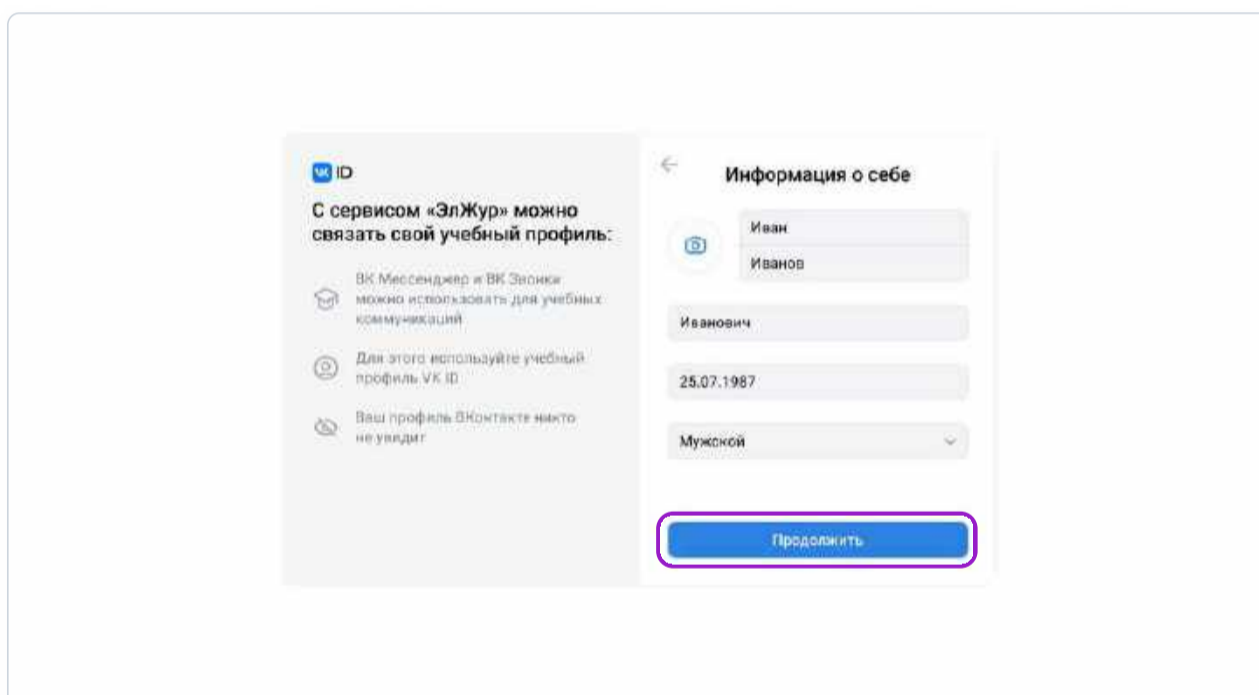 VK ID
С сервисом «ЭлЖур» можно
связать свой учебный профиль:
ВК Мессенджер и ВК Звонки
можно использовать для учебных
коммуникаций
Для этого используйте учебный
профиль VK ID
Ваш профиль ВКонтакте никто
не увидит
Информация о себе
Иван
Иванов
Иванович
25.07.1987
Мужской
Продолжить